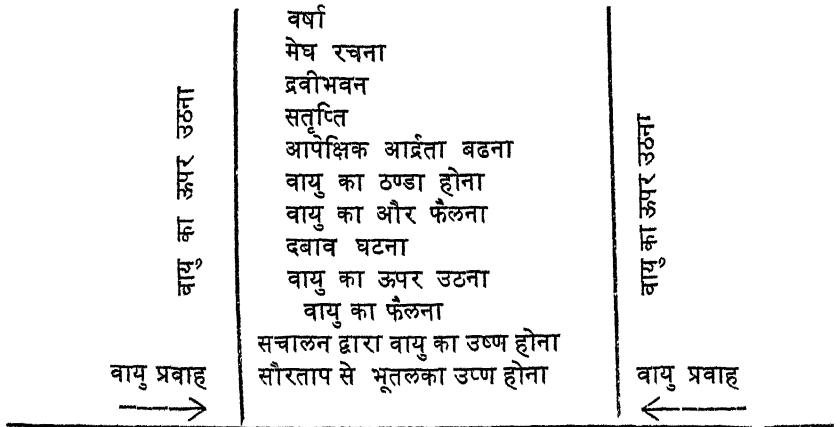 वर्षा
मेघ रचना
द्रवीभवन
सतृप्ति
आपेक्षिक आर्द्रता बढना
वायु का ठण्डा होना
वायु का और फैलना
दबाव घटना
वायु का ऊपर उठना
वायु का फैलना
सचालन द्वारा वायु का उष्ण होना
सौरताप से भूतलका उष्ण होना
वायु का ऊपर उठना
वायु का ऊपर उठना
वायु प्रवाह
वायु प्रवाह